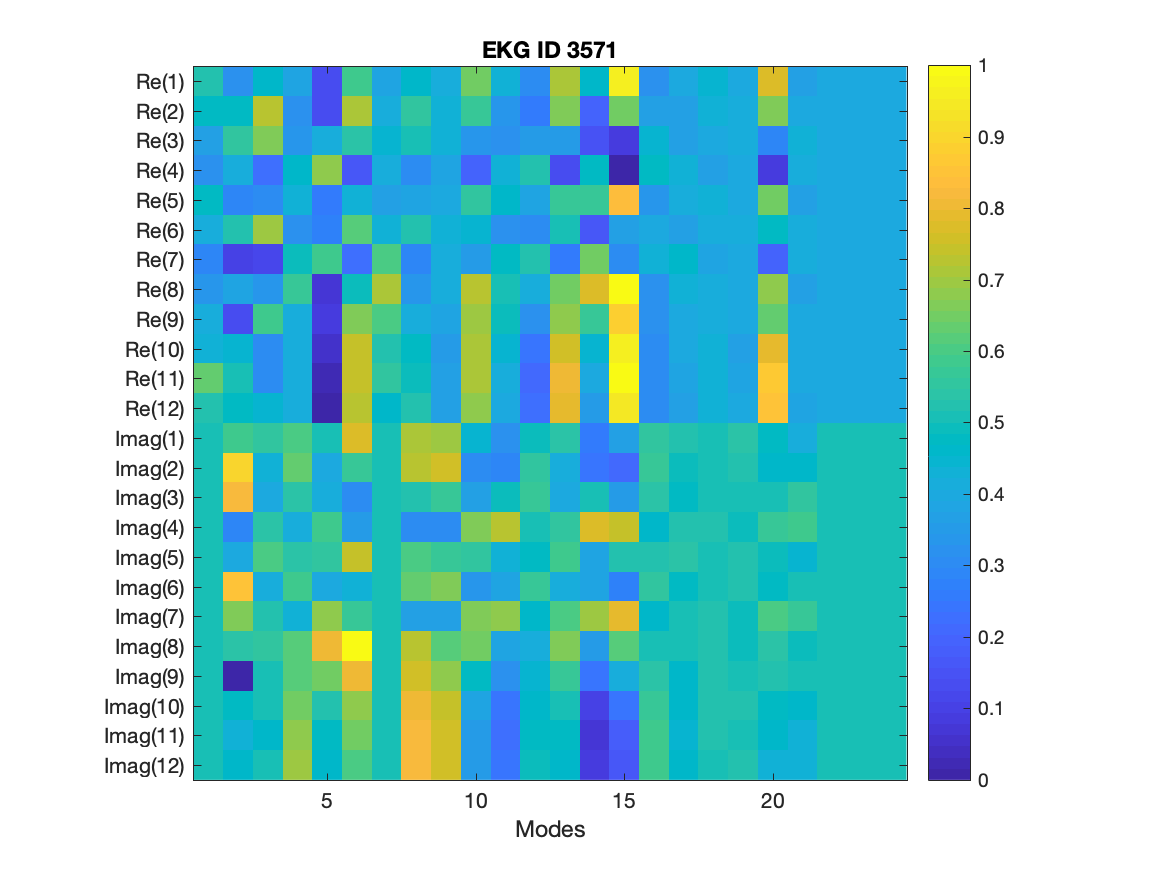 EKG ID 3571
Re(1)
Re(2)
Re(3)
Re(4)
Re(5)
Re(6)
Re(7)
Re(8)
Re(9)
Re(10)
Re(11)
Re(12)
Imag(1)
Imag(2)
Imag(3)
Imag(4)
Imag(5)
Imag(6)
Imag(7)
Imag(8)
Imag(9)
Imag(10)
Imag(11)
Imag(12)
5 10 15 20
Modes
1
0.9
0.8
0.7
0.6
0.5
0.4
0.3
0.2
0.1
0